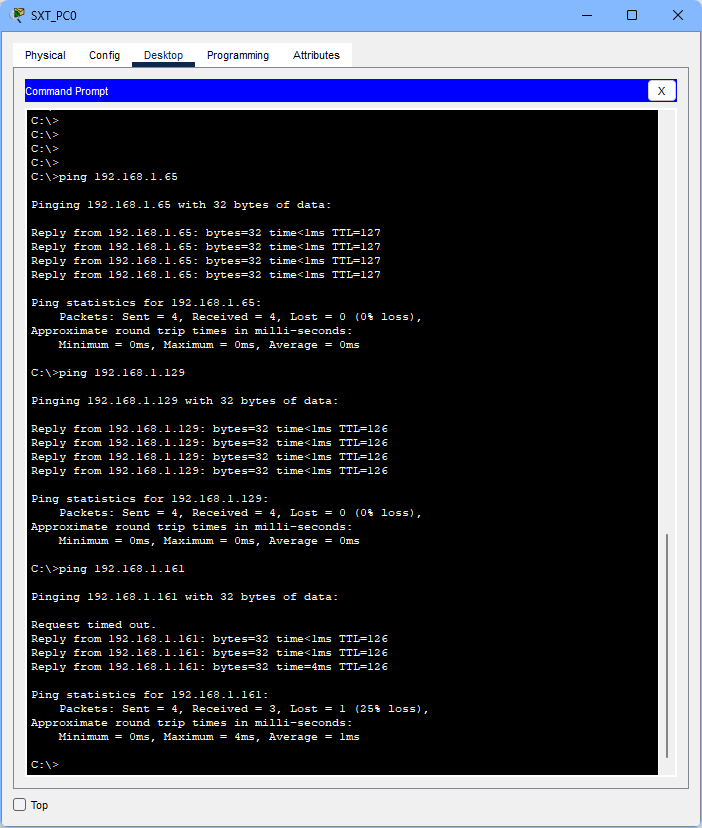 SXT_PC0
Physical Config Desktop Programming Attributes
Command Prompt X
C:\>
C:\>
C:\>
C:\>
C:\>ping 192.168.1.65
Pinging 192.168.1.65 with 32 bytes of data:
Reply from 192.168.1.65: bytes=32 time<1ms TTL=127
Reply from 192.168.1.65: bytes=32 time<1ms TTL=127
Reply from 192.168.1.65: bytes=32 time<1ms TTL=127
Reply from 192.168.1.65: bytes=32 time<1ms TTL=127
Ping statistics for 192.168.1.65:
    Packets: Sent = 4, Received = 4, Lost = 0 (0% loss),
Approximate round trip times in milli-seconds:
    Minimum = 0ms, Maximum = 0ms, Average = 0ms
C:\>ping 192.168.1.129
Pinging 192.168.1.129 with 32 bytes of data:
Reply from 192.168.1.129: bytes=32 time<1ms TTL=126
Reply from 192.168.1.129: bytes=32 time<1ms TTL=126
Reply from 192.168.1.129: bytes=32 time<1ms TTL=126
Reply from 192.168.1.129: bytes=32 time<1ms TTL=126
Ping statistics for 192.168.1.129:
    Packets: Sent = 4, Received = 4, Lost = 0 (0% loss),
Approximate round trip times in milli-seconds:
    Minimum = 0ms, Maximum = 0ms, Average = 0ms
C:\>ping 192.168.1.161
Pinging 192.168.1.161 with 32 bytes of data:
Request timed out.
Reply from 192.168.1.161: bytes=32 time<1ms TTL=126
Reply from 192.168.1.161: bytes=32 time<1ms TTL=126
Reply from 192.168.1.161: bytes=32 time=4ms TTL=126
Ping statistics for 192.168.1.161:
    Packets: Sent = 4, Received = 3, Lost = 1 (25% loss),
Approximate round trip times in milli-seconds:
    Minimum = 0ms, Maximum = 4ms, Average = 1ms
C:\>
Top